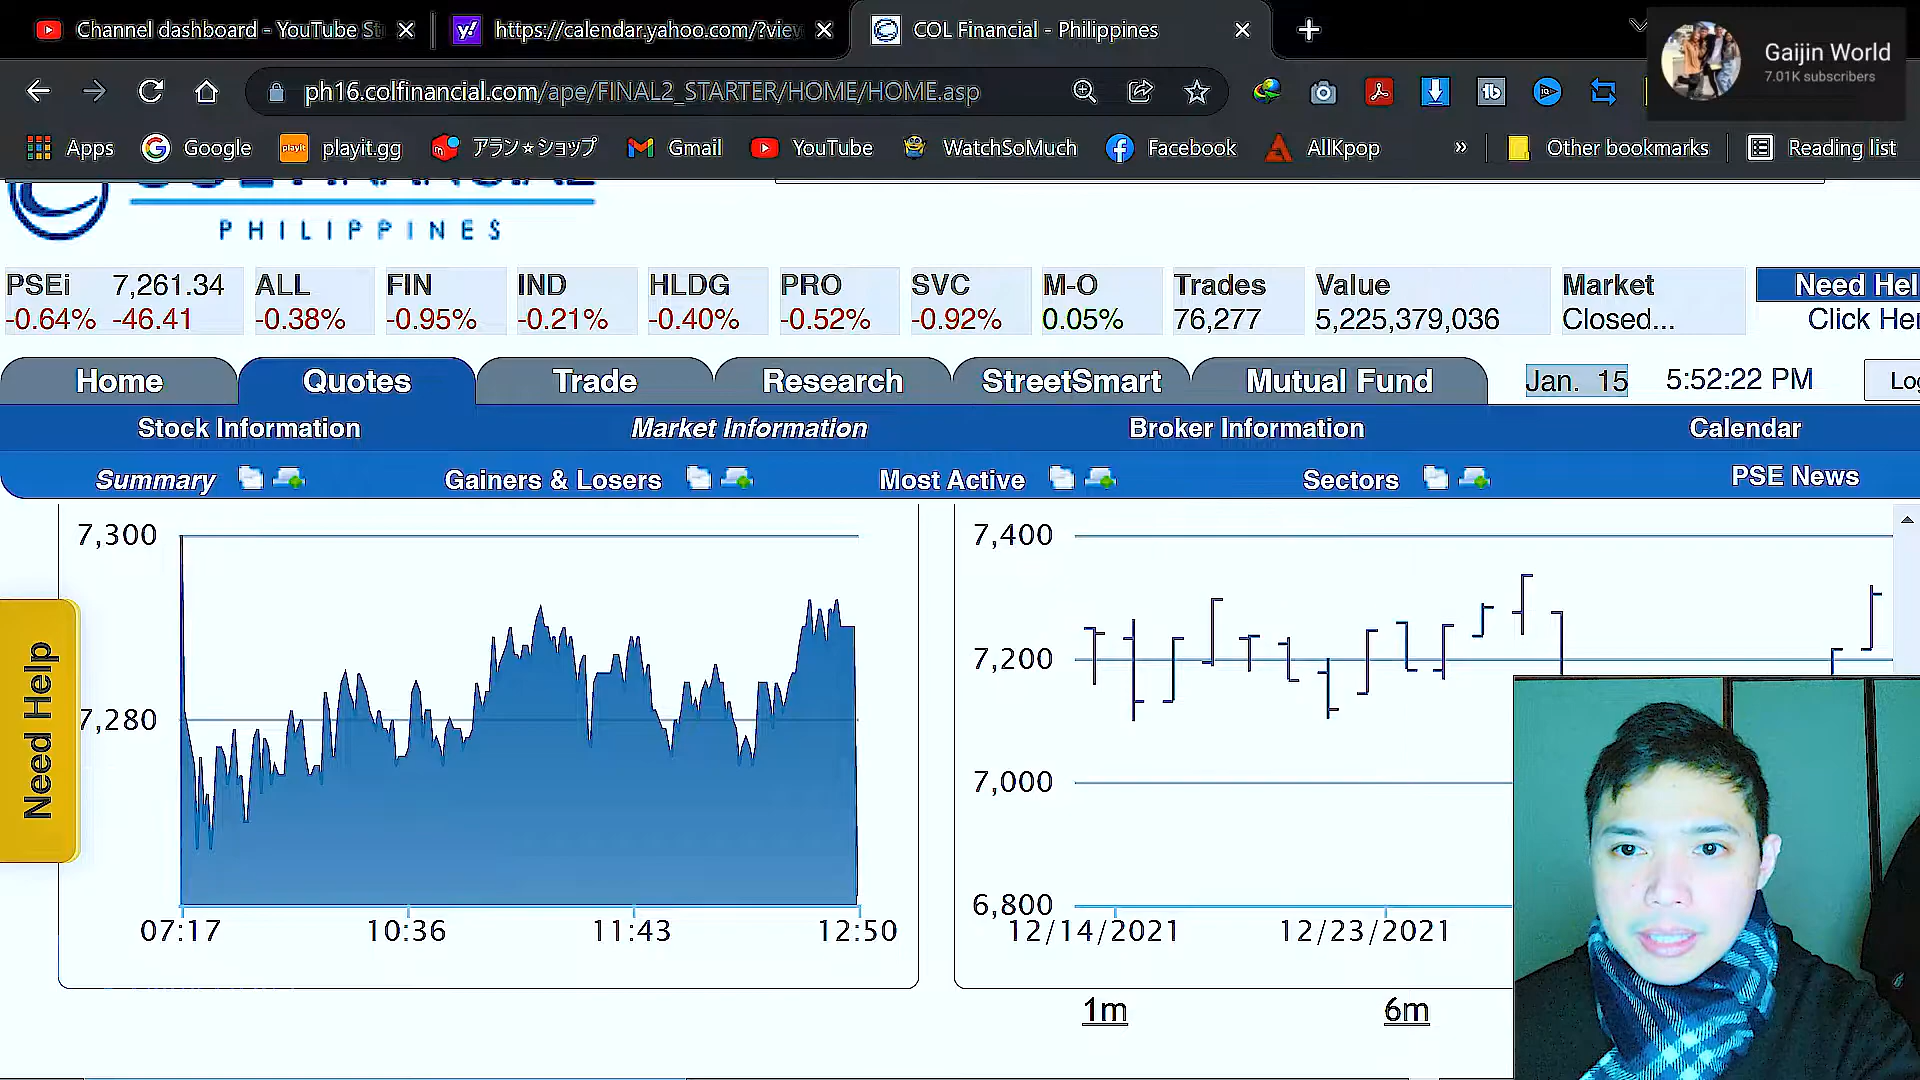 Channel dashboard - YouTube St
https://calendar.yahoo.com/?view
COL Financial - Philippines
Gaijin World
7.01K subscribers
ph16.colfinancial.com/ape/FINAL2_STARTER/HOME/HOME.asp
Apps
Google
playit.gg
アラン☆ショップ
Gmail
YouTube
WatchSoMuch
Facebook
AllKpop
»
Other bookmarks
Reading list
COL FINANCIAL
PHILIPPINES
PSEi 7,261.34
-0.64% -46.41
ALL
-0.38%
FIN
-0.95%
IND
-0.21%
HLDG
-0.40%
PRO
-0.52%
SVC
-0.92%
M-O
0.05%
Trades
76,277
Value
5,225,379,036
Market
Closed...
Need Hel
Click Her
Home
Quotes
Trade
Research
StreetSmart
Mutual Fund
Jan. 15
5:52:22 PM
Log
Stock Information
Market Information
Broker Information
Calendar
Summary
Gainers & Losers
Most Active
Sectors
PSE News
Need Help
7,300
7,280
07:17
10:36
11:43
12:50
7,400
7,200
7,000
6,800
12/14/2021
12/23/2021
1m
6m